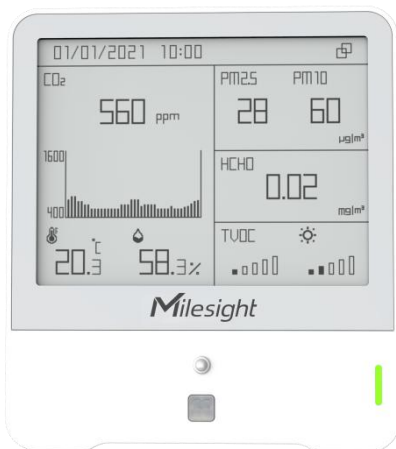 01/01/2021 10:00
CO₂
560 ppm
1600
400
20.3 °C
58.3%
PM2.5 PM10
28 60
µg/m³
HCHO
0.02
mg/m³
TVOC
Milesight